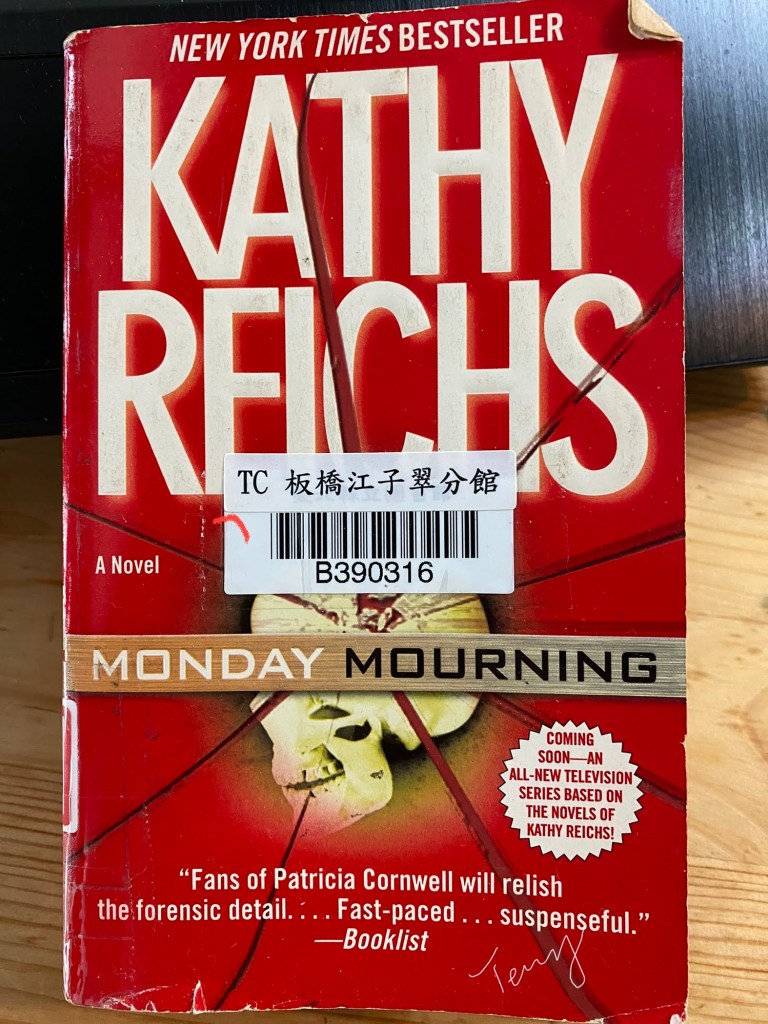 NEW YORK TIMES BESTSELLER
KATHY
REICHS
TC 板橋江子翠分館
B390316
A Novel
MONDAY MOURNING
COMING
SOON—AN
ALL-NEW TELEVISION
SERIES BASED ON
THE NOVELS OF
KATHY REICHS!
“Fans of Patricia Cornwell will relish
the forensic detail. . . . Fast-paced . . . suspenseful.”
—Booklist